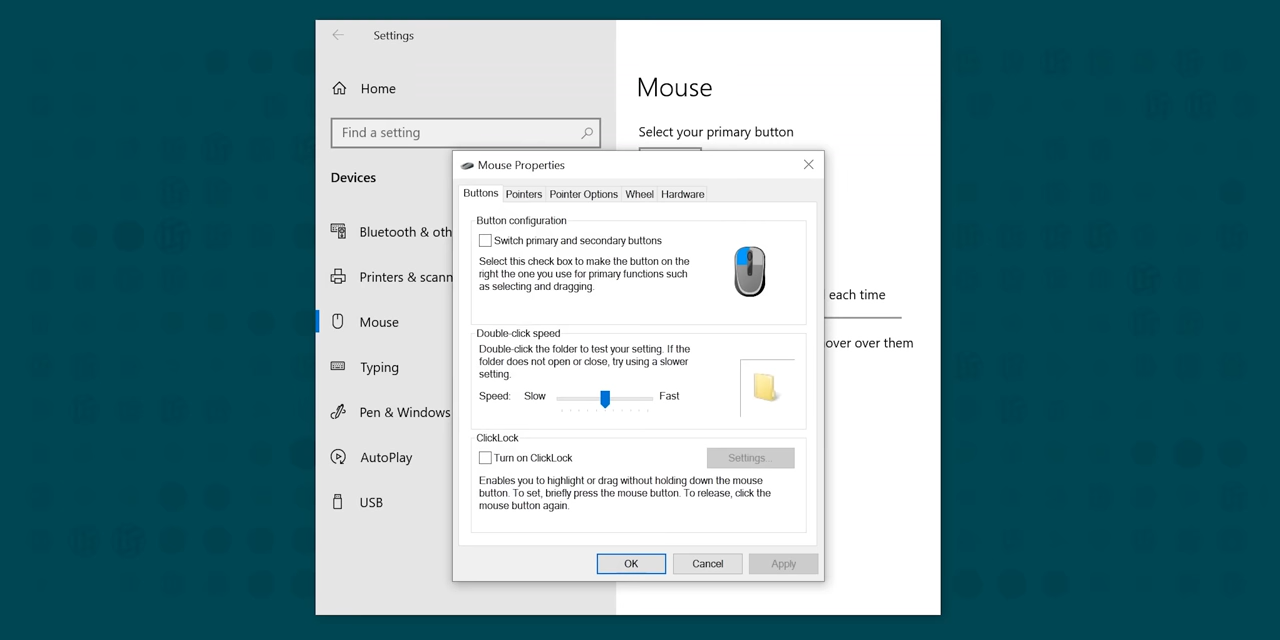 Settings
Home
Find a setting
Devices
Bluetooth & oth
Printers & scann
Mouse
Typing
Pen & Windows
AutoPlay
USB
Mouse
Select your primary button
each time
over over them
Mouse Properties
Buttons Pointers Pointer Options Wheel Hardware
Button configuration
Switch primary and secondary buttons
Select this check box to make the button on the
right the one you use for primary functions such
as selecting and dragging.
Double-click speed
Double-click the folder to test your setting. If the
folder does not open or close, try using a slower
setting.
Speed: Slow Fast
ClickLock
Turn on ClickLock
Settings...
Enables you to highlight or drag without holding down the mouse
button. To set, briefly press the mouse button. To release, click the
mouse button again.
OK Cancel Apply